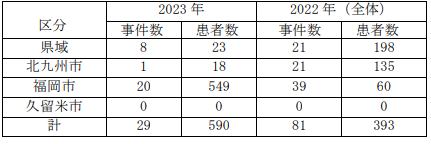 区分 2023 年 2022 年（全体）
事件数 患者数 事件数 患者数
県域 8 23 21 198
北九州市 1 18 21 135
福岡市 20 549 39 60
久留米市 0 0 0 0
計 29 590 81 393